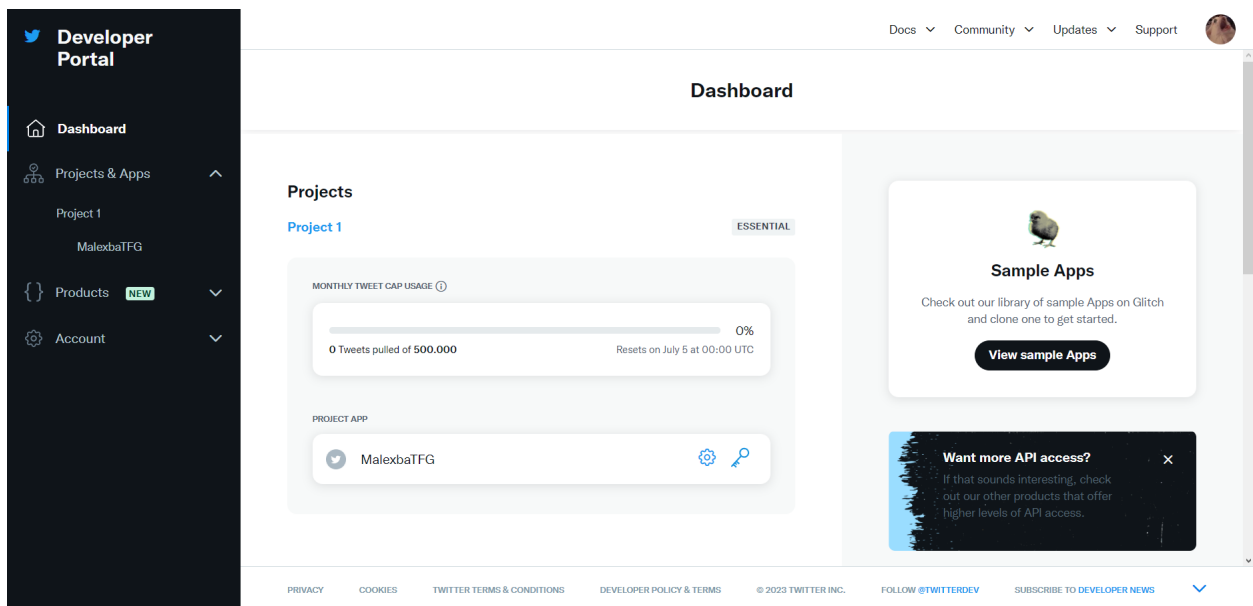 Developer
Portal
Dashboard
Projects & Apps
Project 1
MalexbaTFG
Products NEW
Account
Docs Community Updates Support
Dashboard
Projects
Project 1 ESSENTIAL
MONTHLY TWEET CAP USAGE
0%
0 Tweets pulled of 500.000 Resets on July 5 at 00:00 UTC
PROJECT APP
MalexbaTFG
Sample Apps
Check out our library of sample Apps on Glitch
and clone one to get started.
View sample Apps
Want more API access?
If that sounds interesting, check
out our other products that offer
higher levels of API access.
PRIVACY COOKIES TWITTER TERMS & CONDITIONS DEVELOPER POLICY & TERMS © 2023 TWITTER INC. FOLLOW @TWITTERDEV SUBSCRIBE TO DEVELOPER NEWS